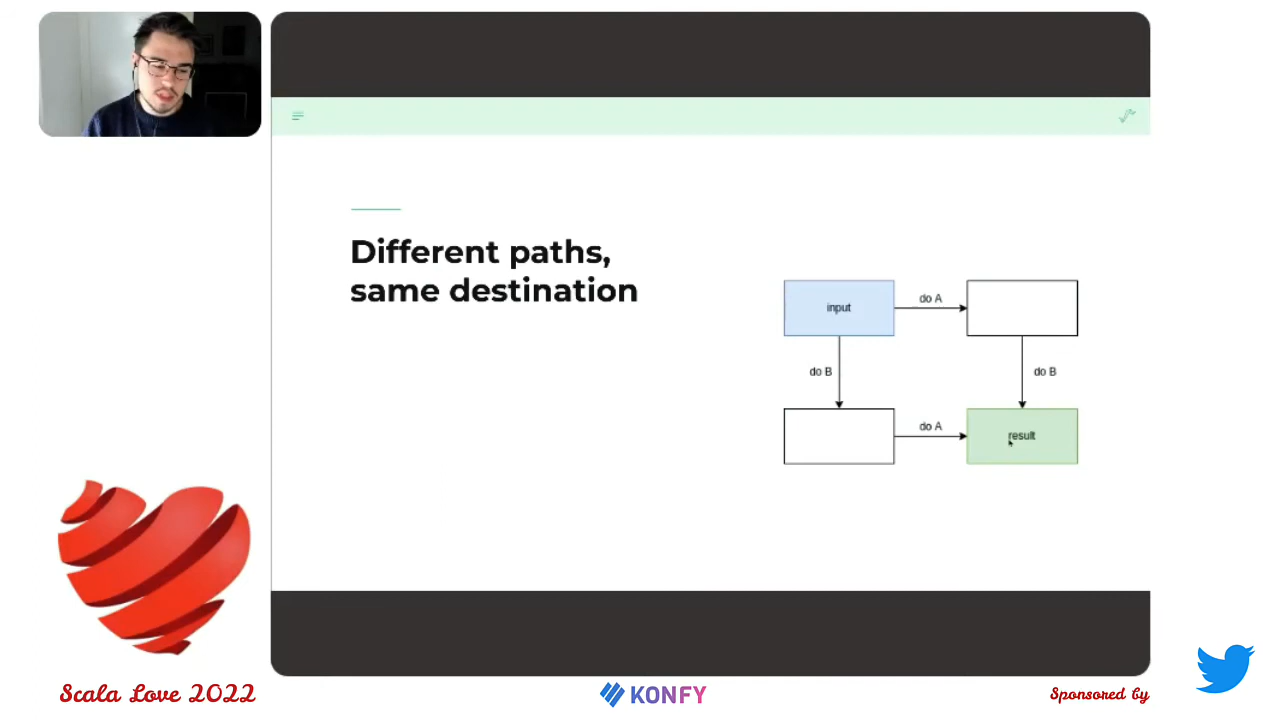 Different paths,
same destination
input
do A
do B
do B
do A
result
Scala Love 2022
KONFY
Sponsored by